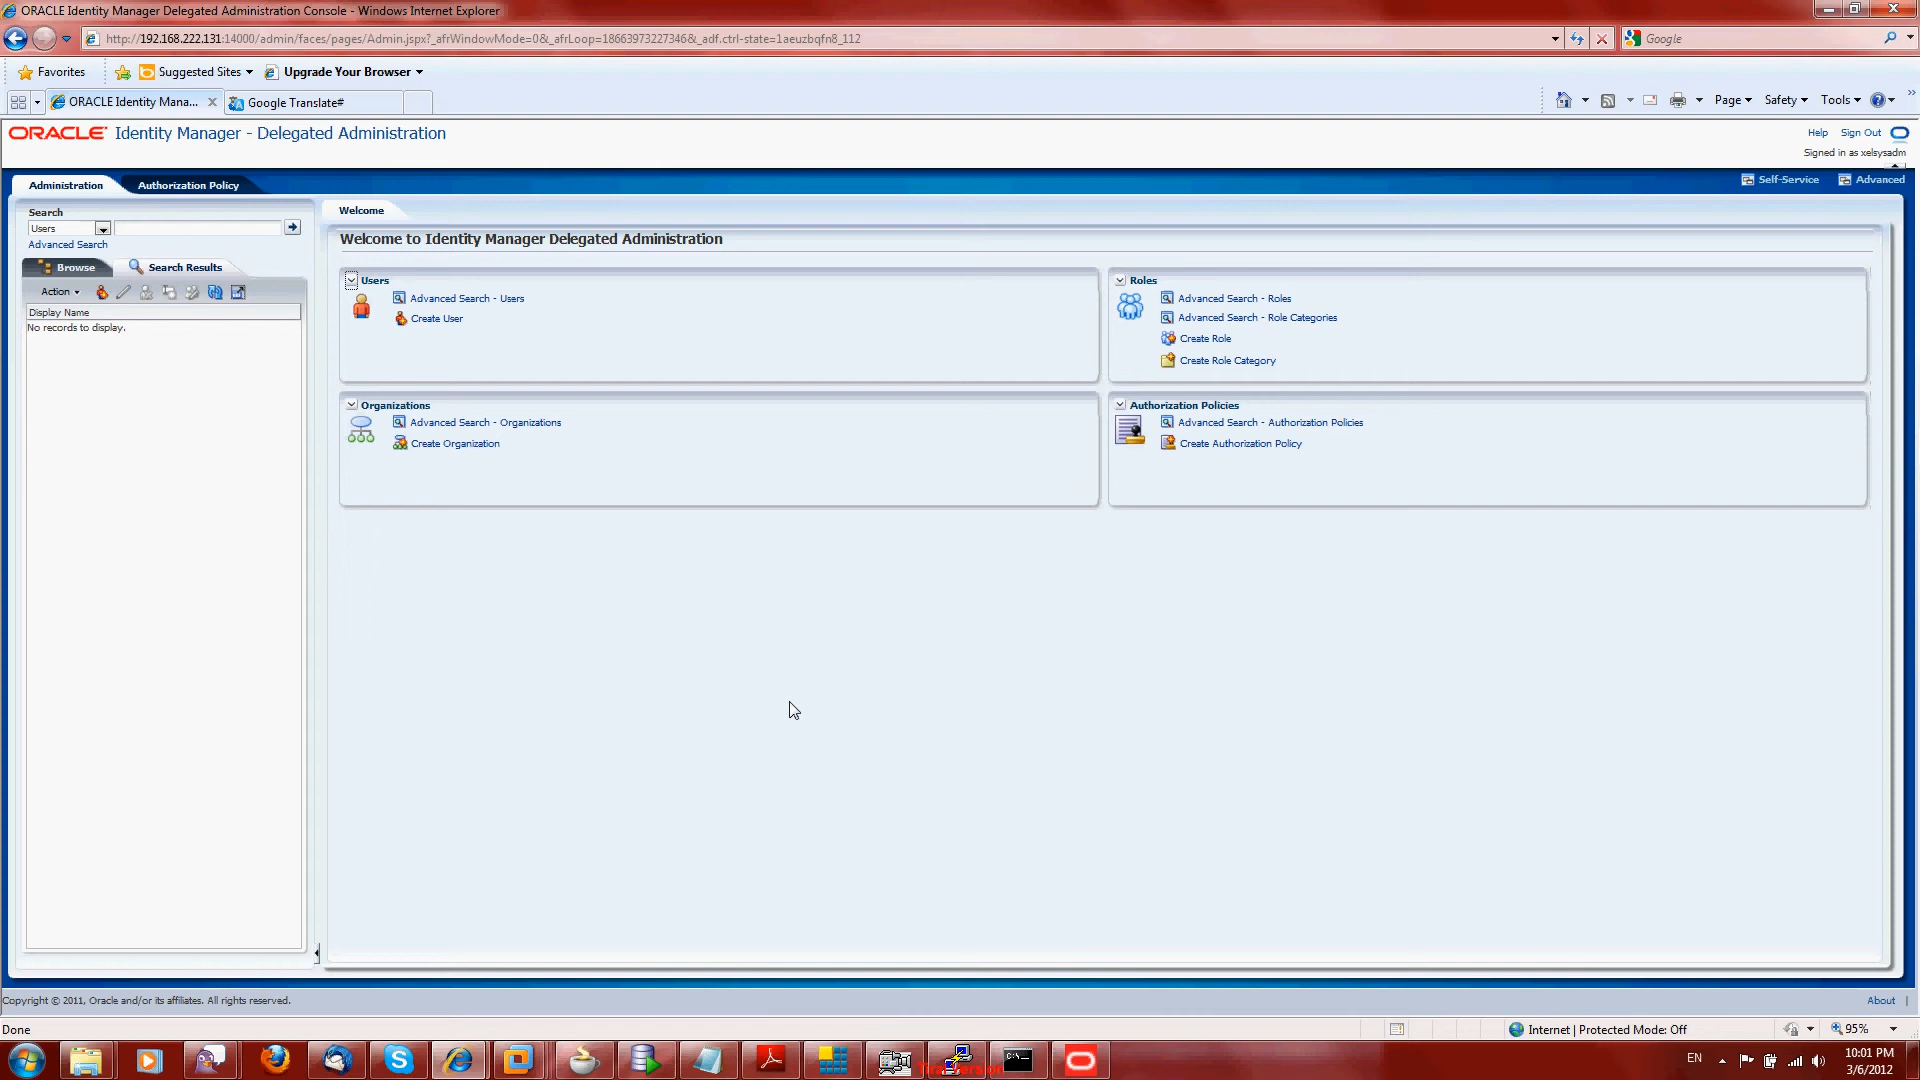 ORACLE Identity Manager Delegated Administration Console - Windows Internet Explorer
http://192.168.222.131:14000/admin/faces/pages/Admin.jspx?_afrWindowMode=0&_afrLoop=1866397322734​6&_adf.ctrl-state=1aeuzbqfn8_112
Google
Favorites
Suggested Sites
Upgrade Your Browser
ORACLE Identity Mana...
Google Translate#
Page
Safety
Tools
ORACLE Identity Manager - Delegated Administration
Help
Sign Out
Signed in as xelsysadm
Administration
Authorization Policy
Self-Service
Advanced
Search
Users
Advanced Search
Browse
Search Results
Action
Display Name
No records to display.
Welcome
Welcome to Identity Manager Delegated Administration
Users
Advanced Search - Users
Create User
Roles
Advanced Search - Roles
Advanced Search - Role Categories
Create Role
Create Role Category
Organizations
Advanced Search - Organizations
Create Organization
Authorization Policies
Advanced Search - Authorization Policies
Create Authorization Policy
Copyright © 2011, Oracle and/or its affiliates. All rights reserved.
About
Done
Internet | Protected Mode: Off
95%
EN
10:01 PM
3/6/2012